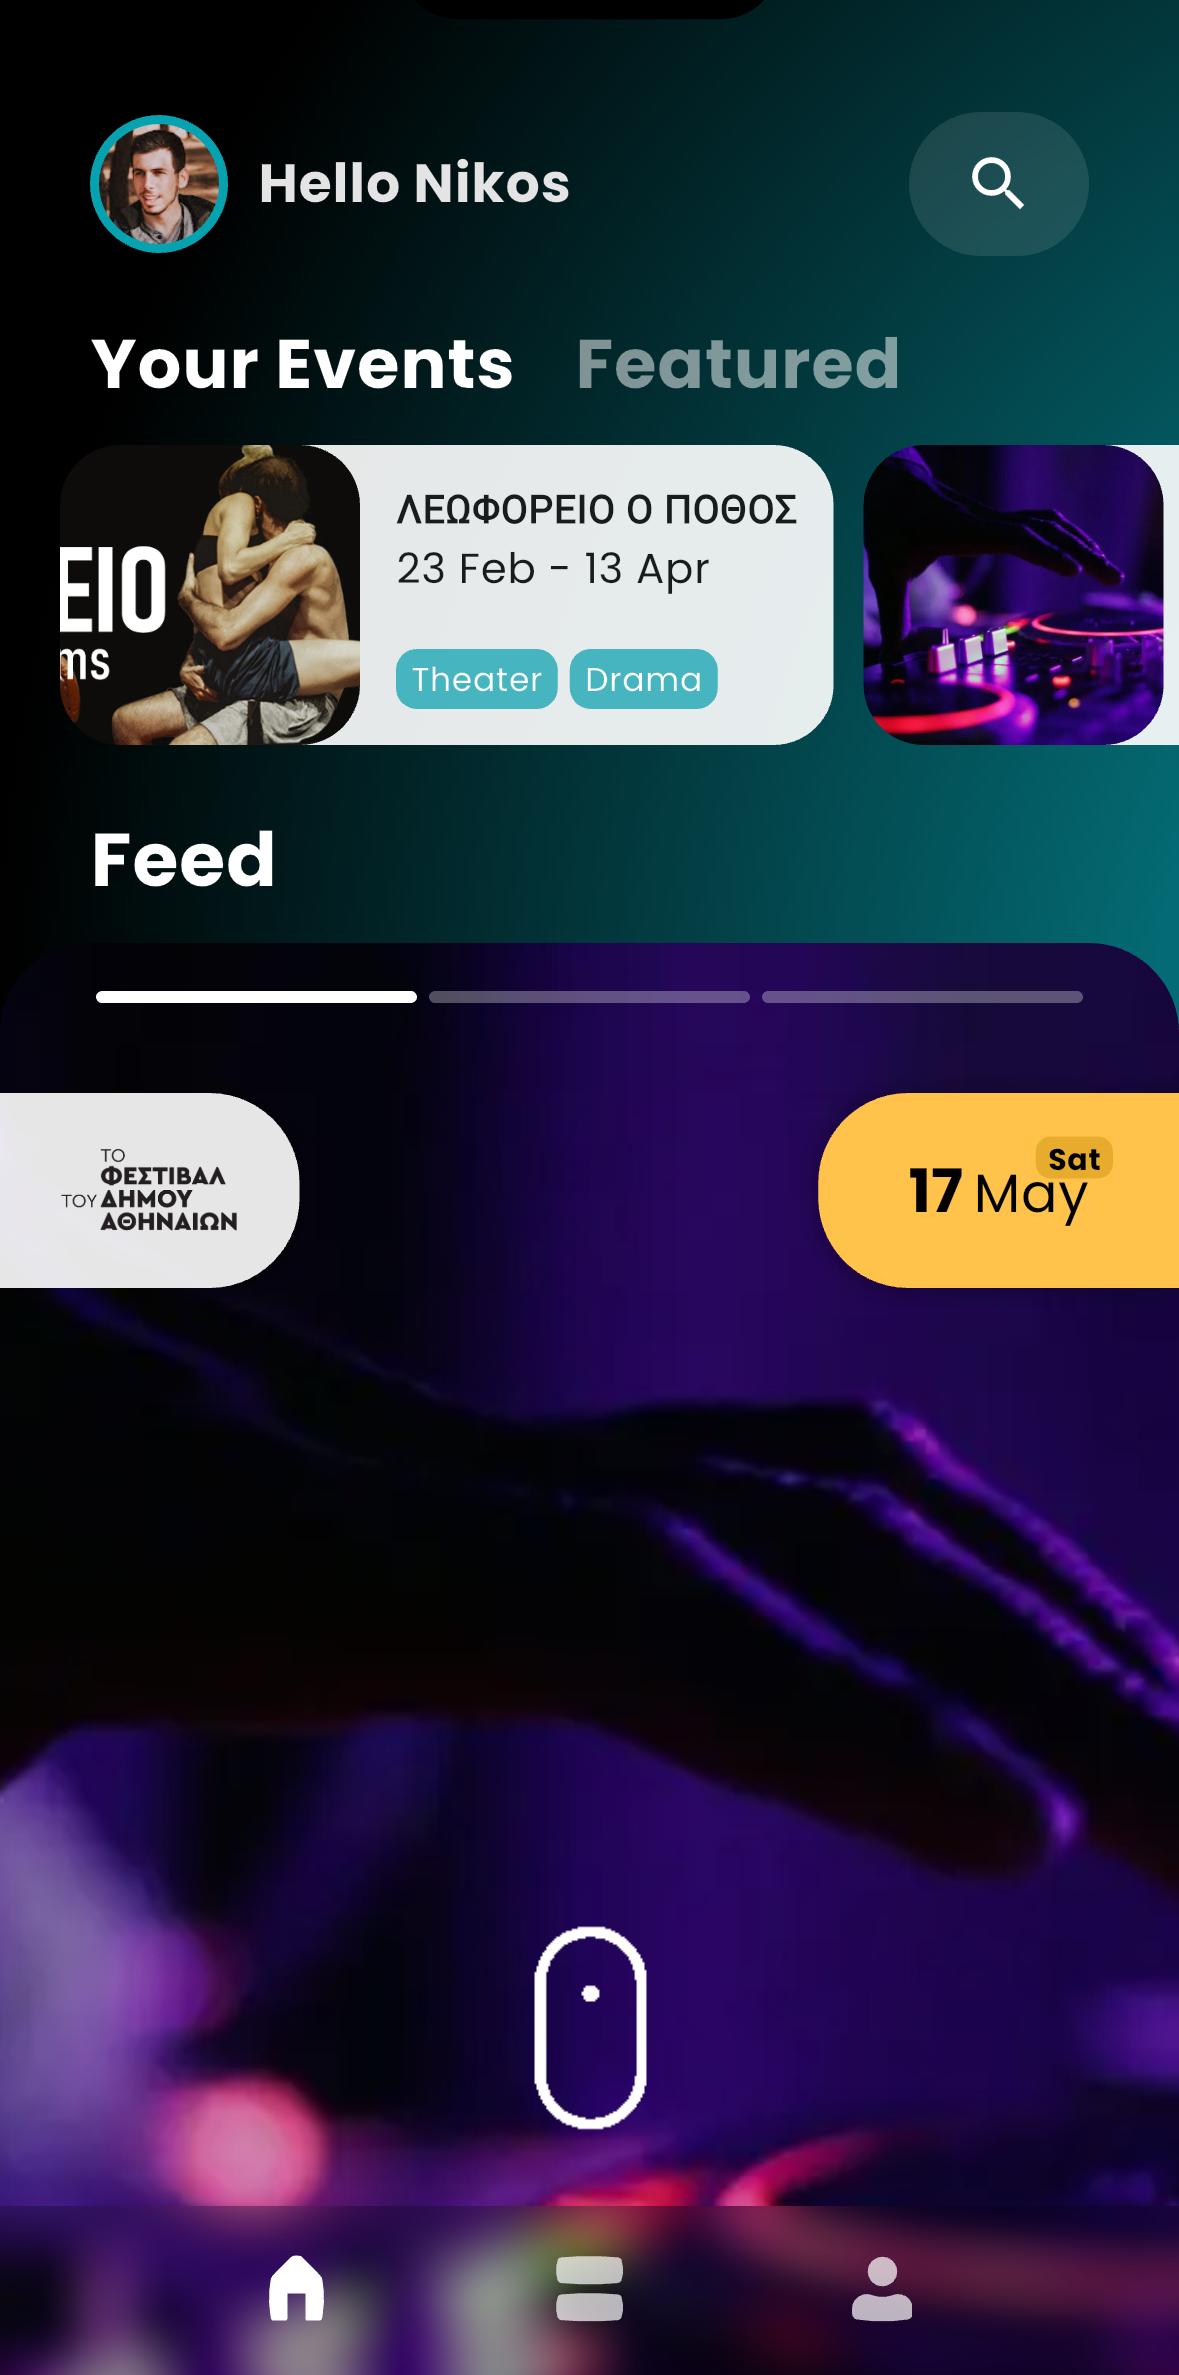 Hello Nikos
Your Events Featured
ΕΙΟ
ms
ΛΕΩΦΟΡΕΙΟ Ο ΠΟΘΟΣ
23 Feb - 13 Apr
Theater Drama
Feed
ΤΟ
ΦΕΣΤΙΒΑΛ
ΤΟΥ ΔΗΜΟΥ
ΑΘΗΝΑΙΩΝ
Sat
17 May